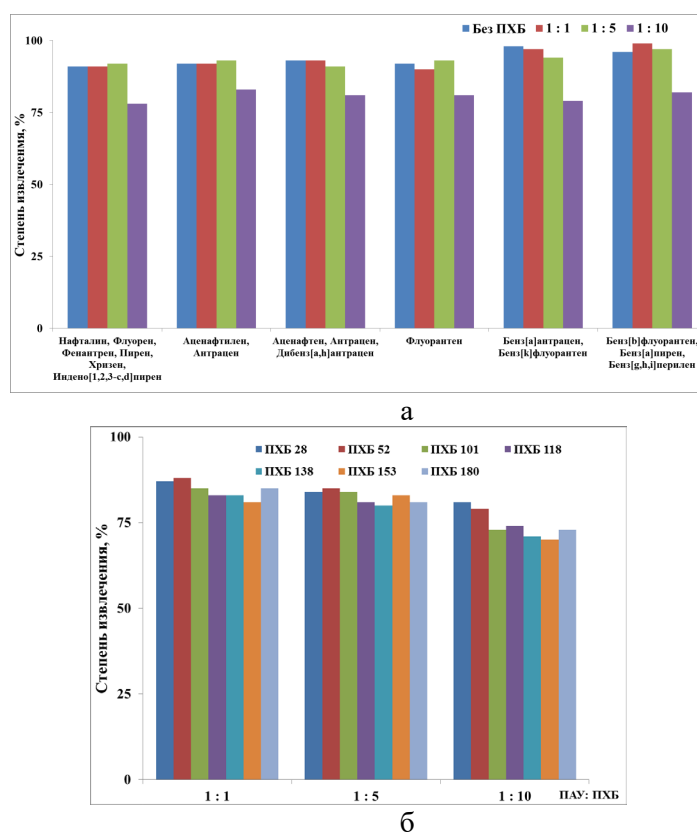 Без ПХБ 1 : 1 1 : 5 1 : 10
Степень извлеченмя, %
100
75
50
25
0
Нафталин, Флуорен,
Фенантрен, Пирен,
Хризен,
Индено[1,2,3-c,d]пирен
Аценафтилен,
Антрацен
Аценафтен, Антрацен,
Дибенз[a,h]антрацен
Флуорантен
Бенз[a]антрацен,
Бенз[k]флуорантен
Бенз[b]флуорантен,
Бенз[a]пирен,
Бенз[g,h,i]перилен
а
ПХБ 28 ПХБ 52 ПХБ 101 ПХБ 118
ПХБ 138 ПХБ 153 ПХБ 180
Степень извлечения, %
100
75
50
25
0
1 : 1 1 : 5 1 : 10 ПАУ: ПХБ
б